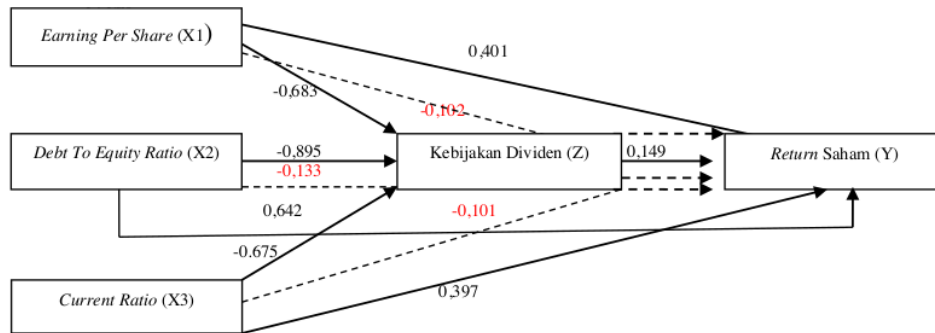 Earning Per Share (X1)
0,401
-0,683
-0,102
Debt To Equity Ratio (X2)
-0,895
-0,133
Kebijakan Dividen (Z)
0,149
Return Saham (Y)
0,642
-0,101
-0.675
Current Ratio (X3)
0,397